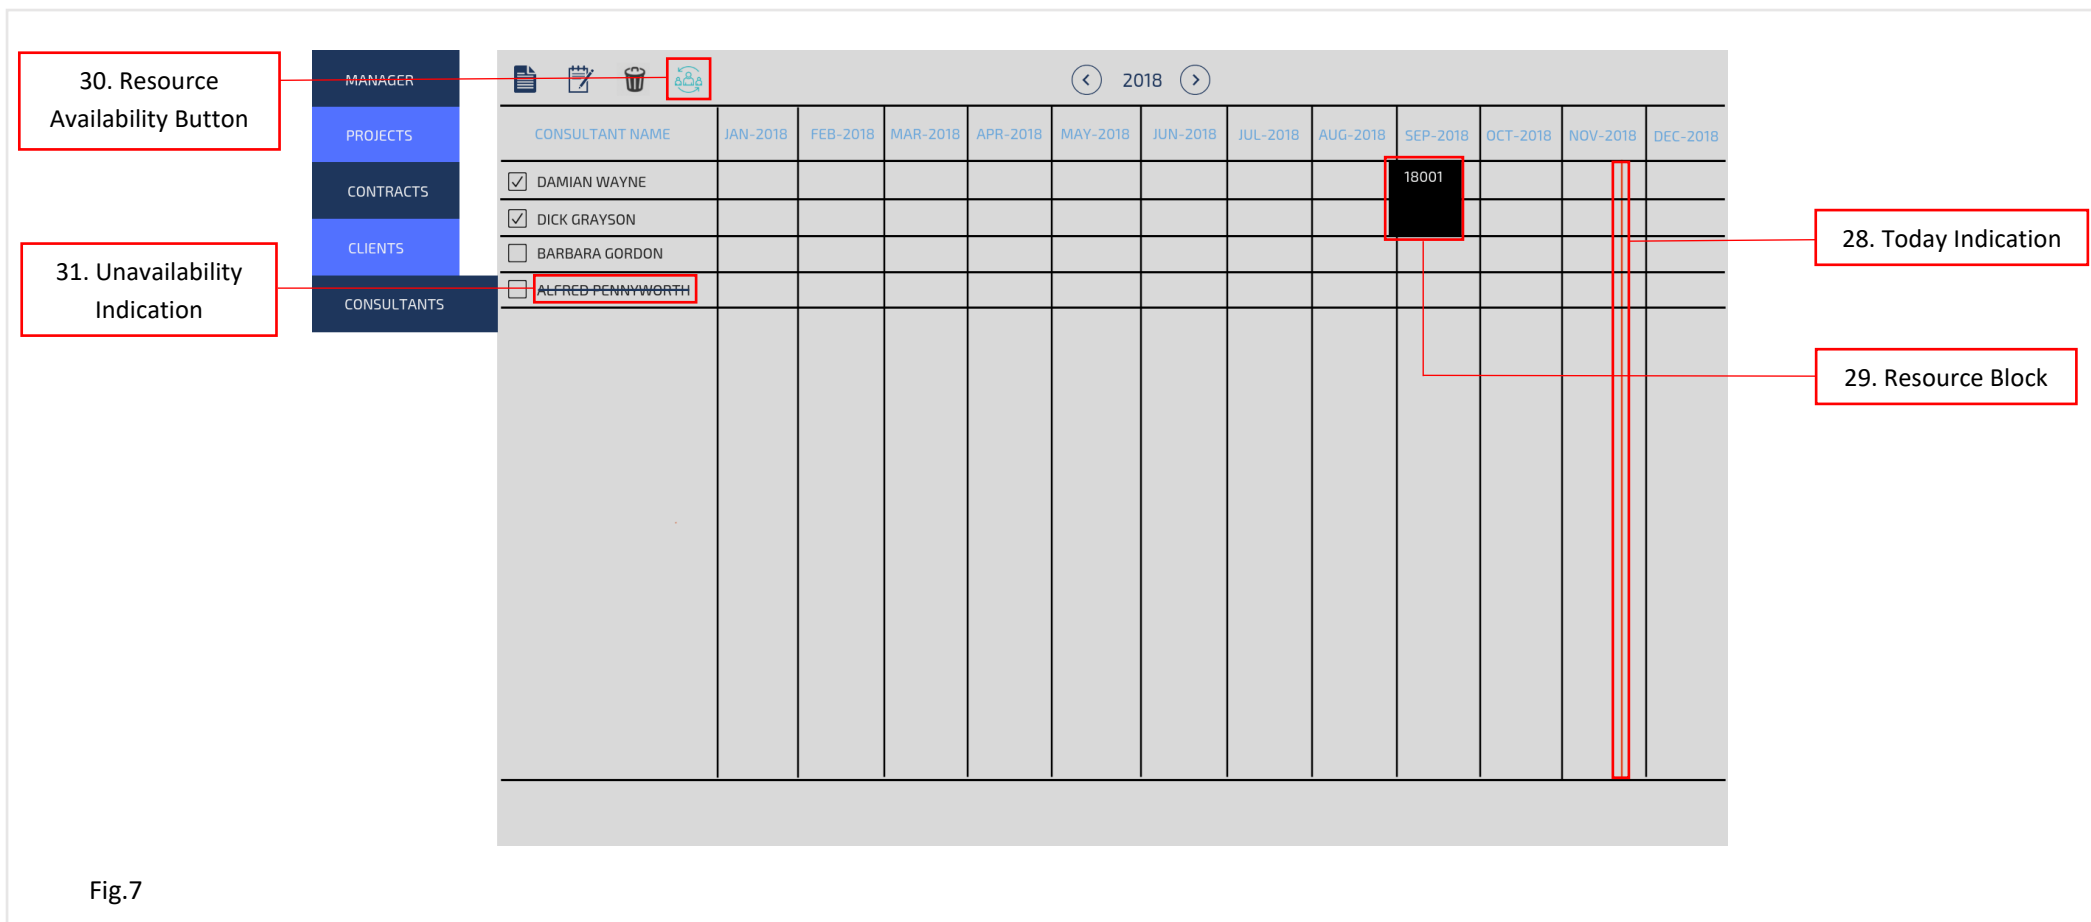 30. Resource
Availability Button
MANAGER
2018
PROJECTS
CONSULTANT NAME JAN-2018 FEB-2018 MAR-2018 APR-2018 MAY-2018 JUN-2018 JUL-2018 AUG-2018 SEP-2018 OCT-2018 NOV-2018 DEC-2018
CONTRACTS
DAMIAN WAYNE 18001
DICK GRAYSON
CLIENTS
BARBARA GORDON
28. Today Indication
31. Unavailability
Indication
ALFRED PENNYWORTH
CONSULTANTS
29. Resource Block
Fig.7